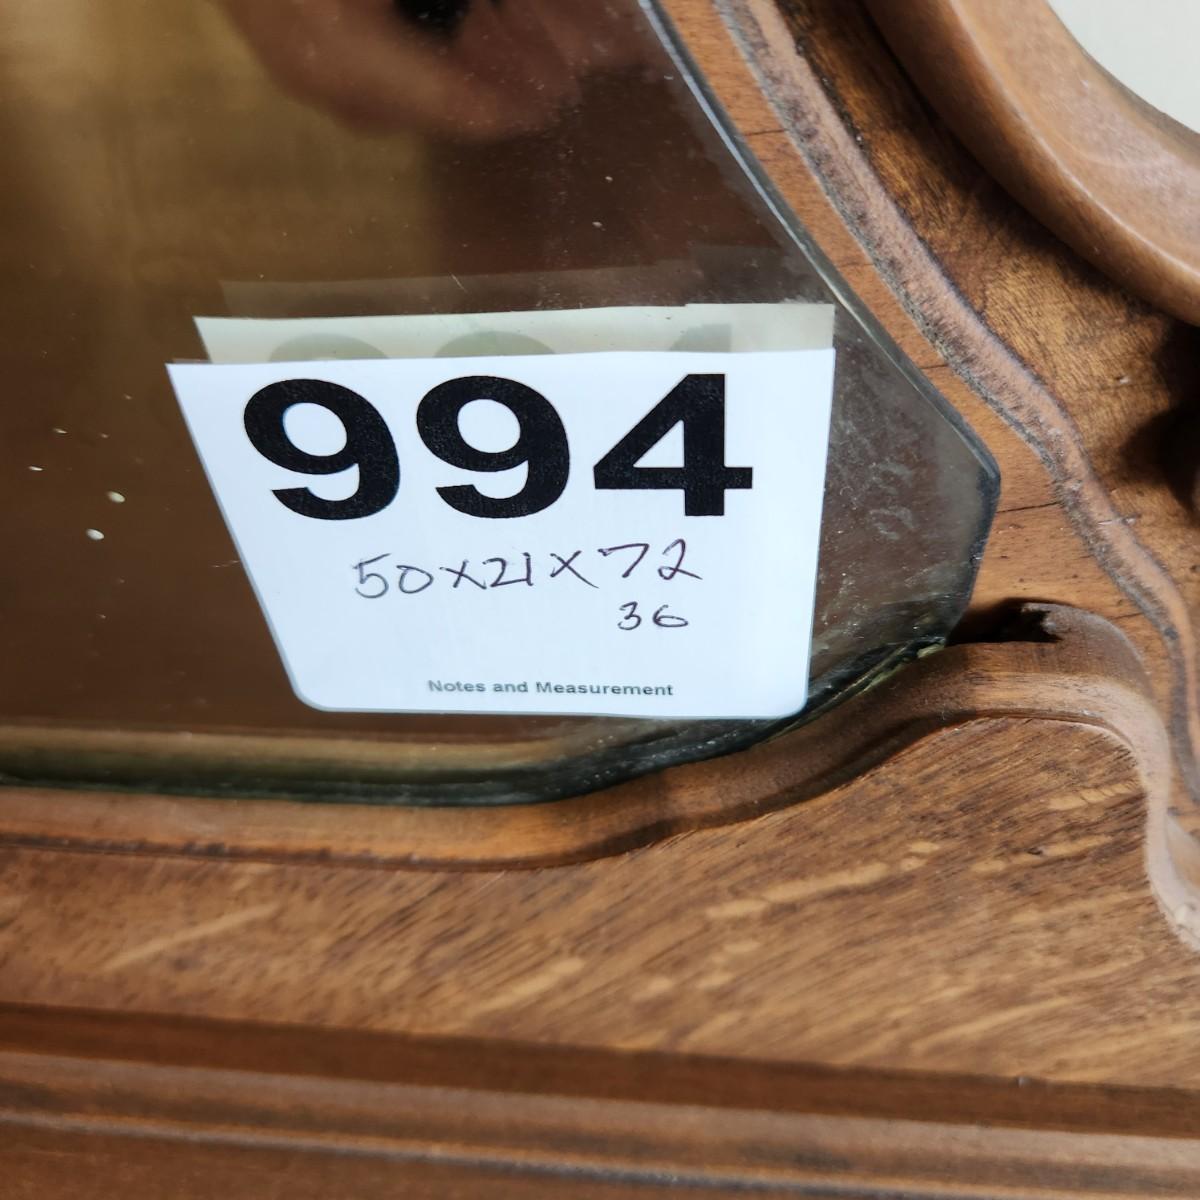 994
50x21x72
36
Notes and Measurement